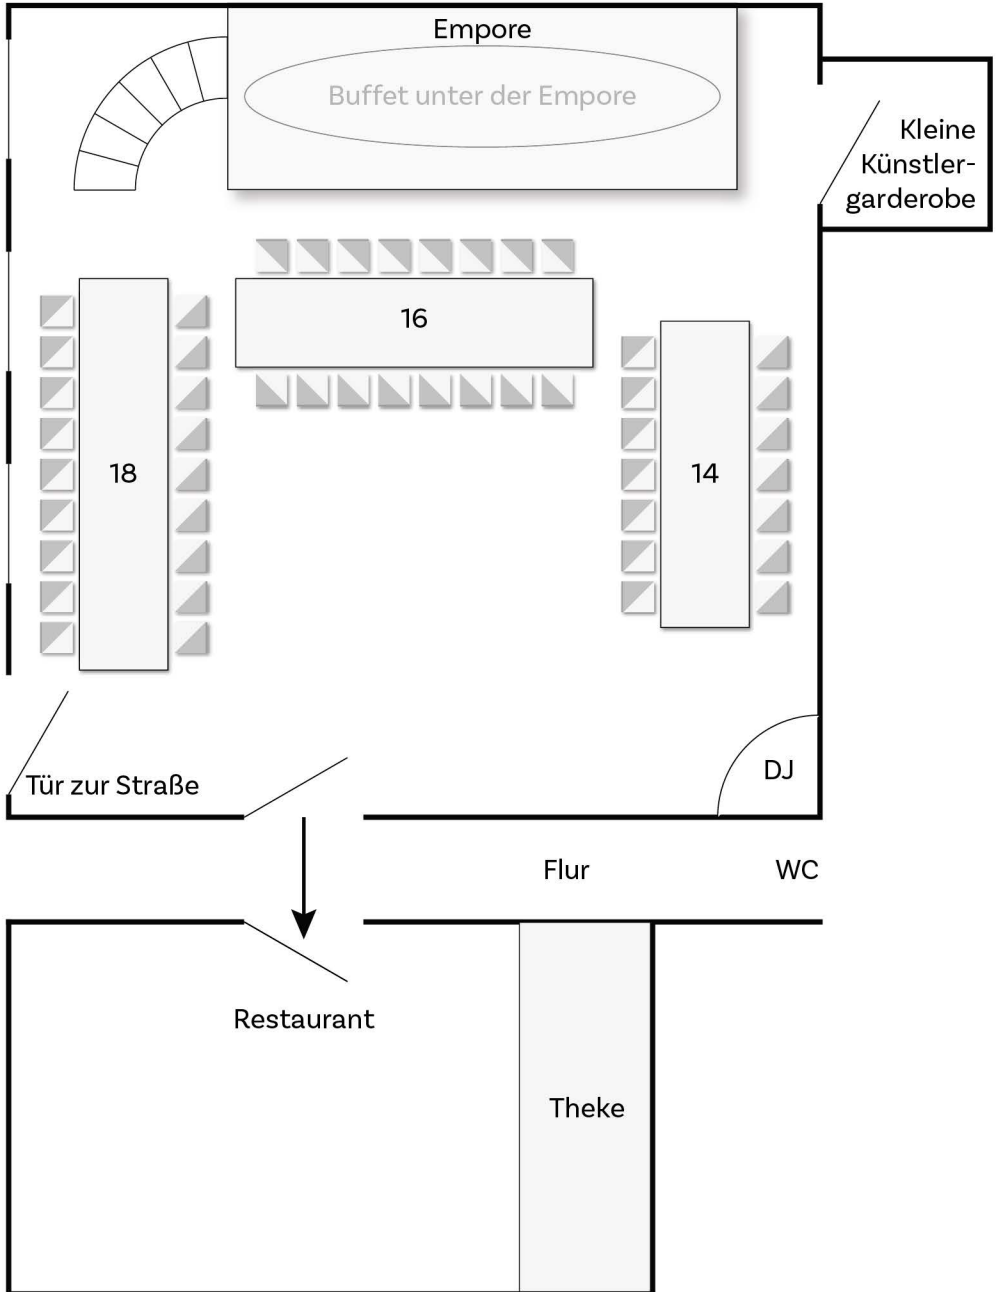 Empore
Buffet unter der Empore
Kleine
Künstler-
garderobe
16
18
14
Tür zur Straße
DJ
Flur
WC
Restaurant
Theke